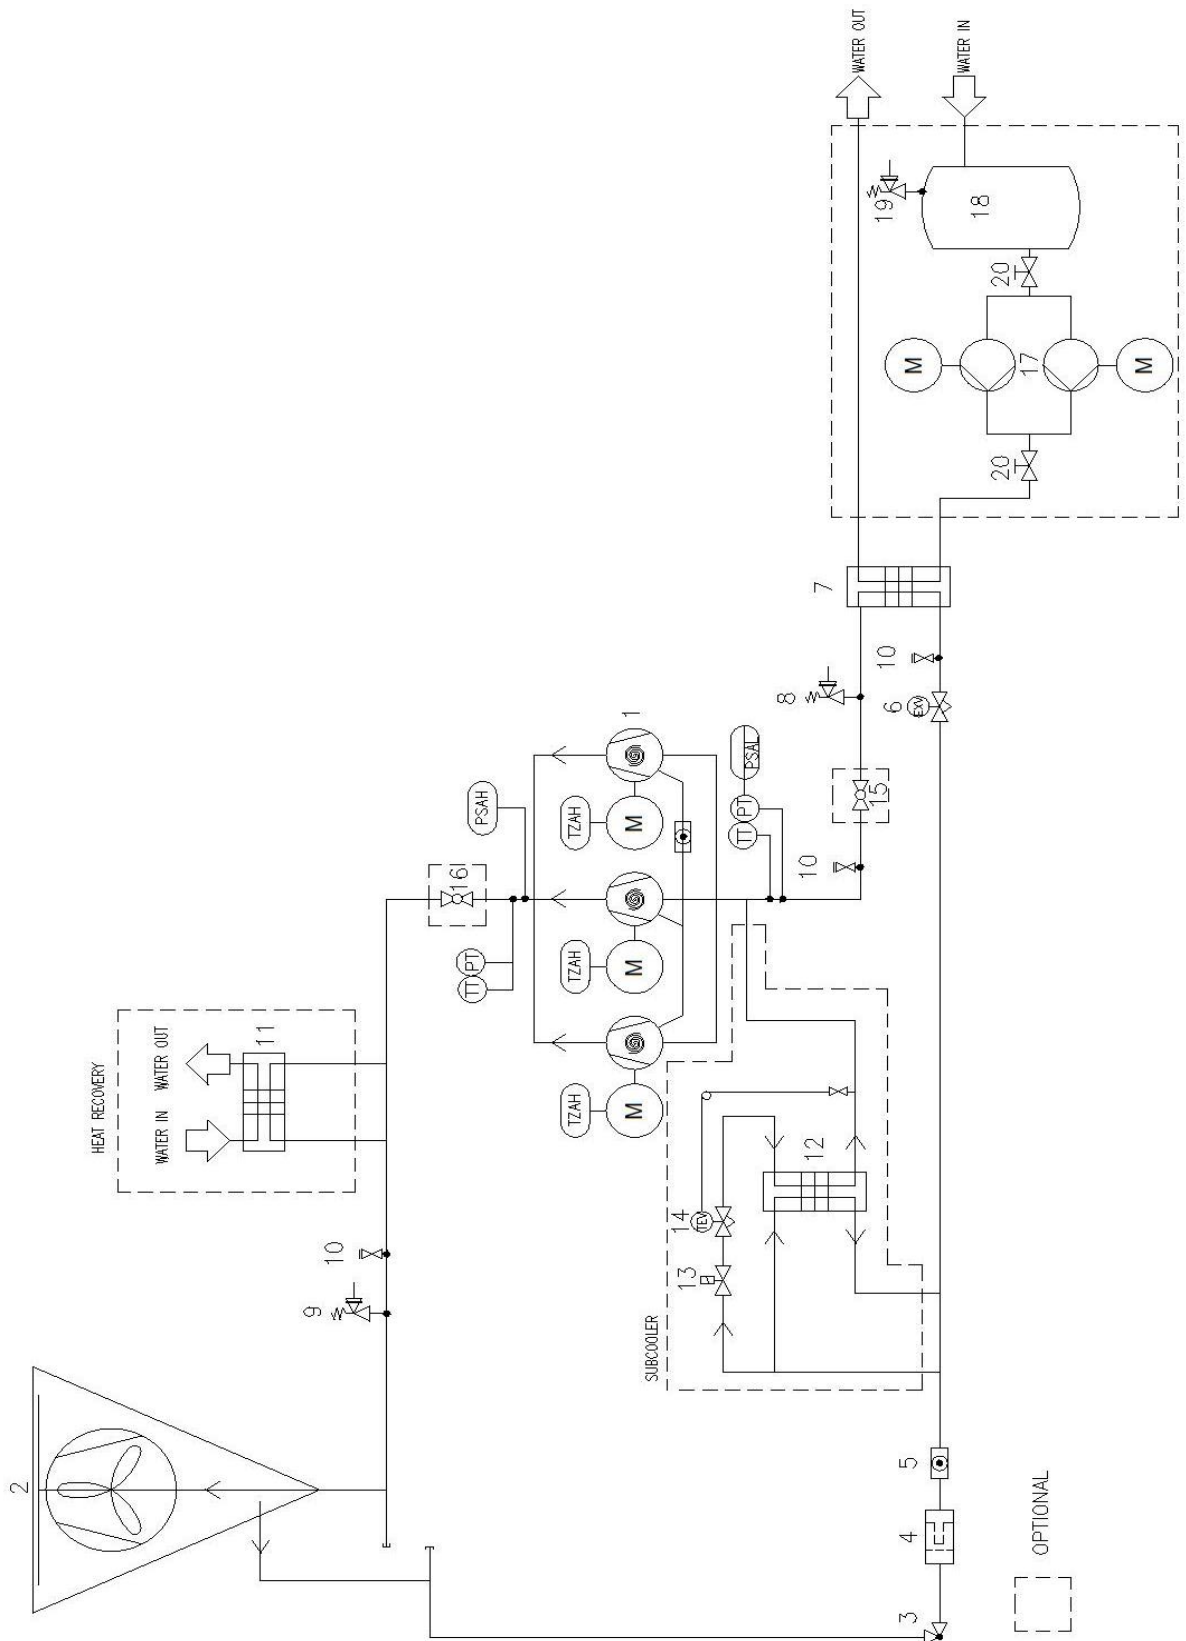 2
HEAT RECOVERY
WATER IN
WATER OUT
11
9
10
16
TT
PT
PSAH
TZAH
TZAH
TZAH
M
M
M
1
SUBCOOLER
13
14
TEV
TT
PT
PSAL
8
10
12
7
WATER OUT
15
19
10
6
EXV
3
4
5
M
WATER IN
18
20
20
17
OPTIONAL
M